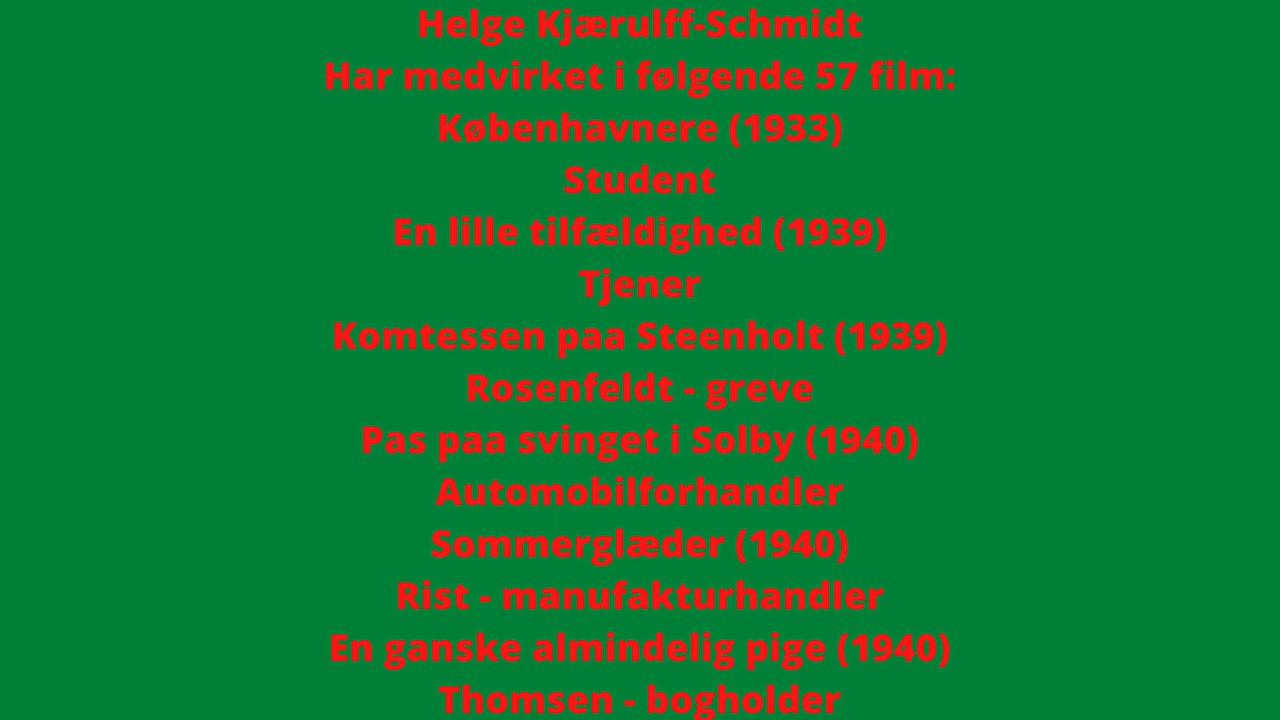 Helge Kjærulff-Schmidt
Har medvirket i følgende 57 film:
Københavnere (1933)
Student
En lille tilfældighed (1939)
Tjener
Komtessen paa Steenholt (1939)
Rosenfeldt - greve
Pas paa svinget i Solby (1940)
Automobilforhandler
Sommerglæder (1940)
Rist - manufakturhandler
En ganske almindelig pige (1940)
Thomsen - bogholder